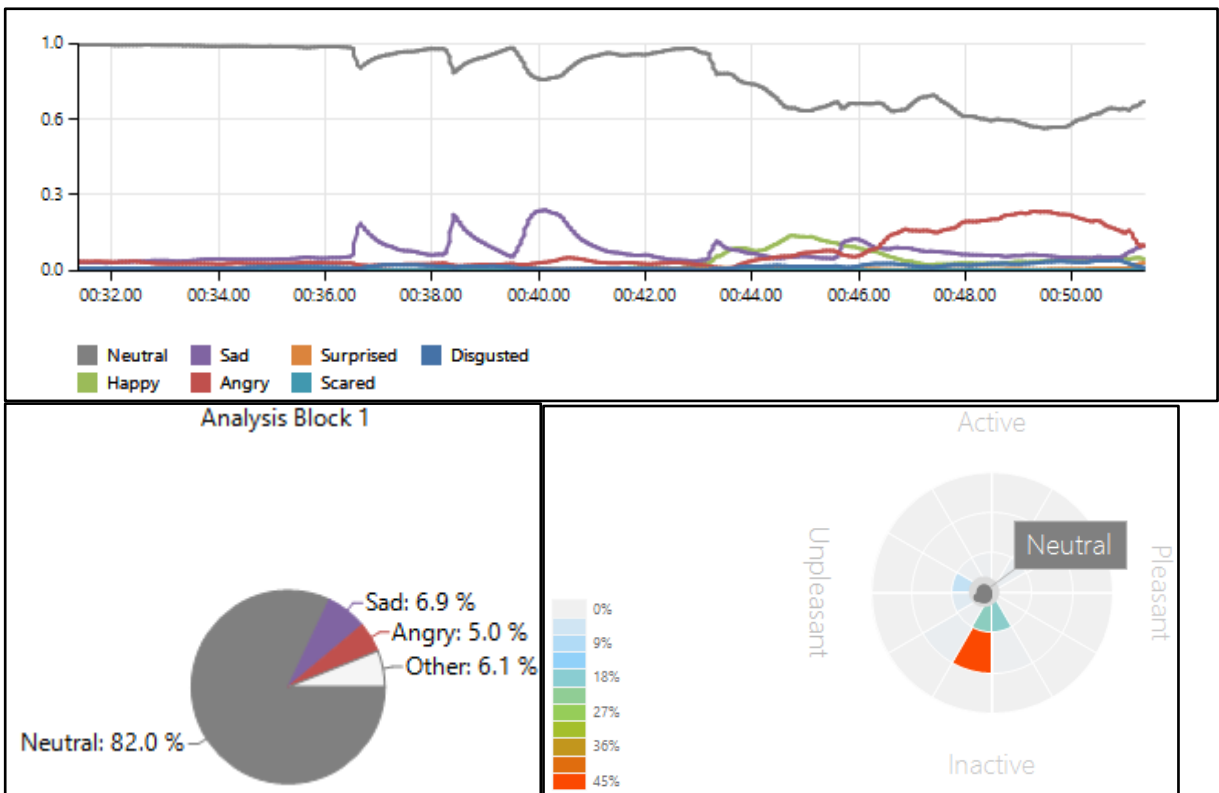 1.0
0.6
0.3
0.0
00:32.00 00:34.00 00:36.00 00:38.00 00:40.00 00:42.00 00:44.00 00:46.00 00:48.00 00:50.00
Neutral Sad Surprised Disgusted
Happy Angry Scared
Analysis Block 1
Sad: 6.9 %
Angry: 5.0 %
Other: 6.1 %
Neutral: 82.0 %
Active
Unpleasant
Neutral
Pleasant
Inactive
0%
9%
18%
27%
36%
45%